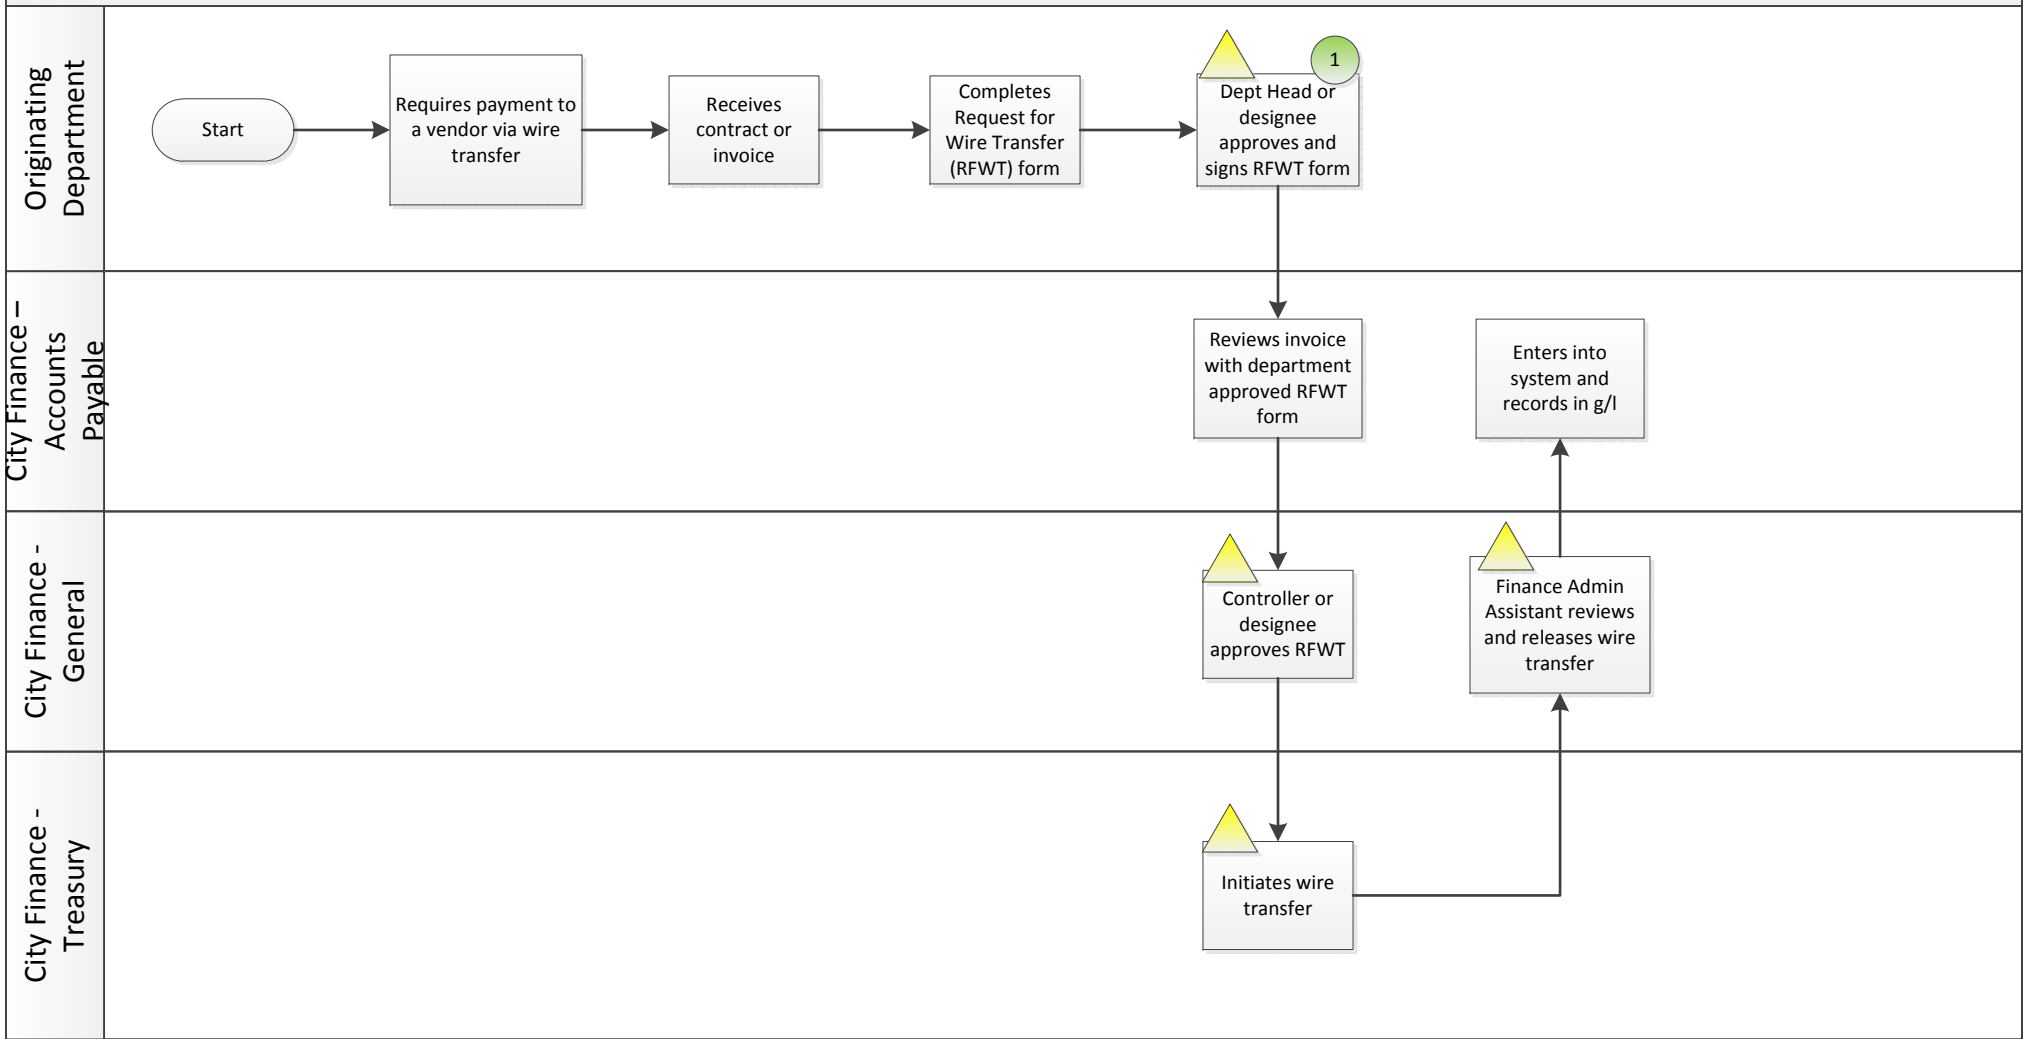 Originating
Department
Start
Requires payment to
a vendor via wire
transfer
Receives
contract or
invoice
Completes
Request for
Wire Transfer
(RFWT) form
1
Dept Head or
designee
approves and
signs RFWT form
City Finance –
Accounts
Payable
Reviews invoice
with department
approved RFWT
form
Enters into
system and
records in g/l
City Finance -
General
Controller or
designee
approves RFWT
Finance Admin
Assistant reviews
and releases wire
transfer
City Finance -
Treasury
Initiates wire
transfer